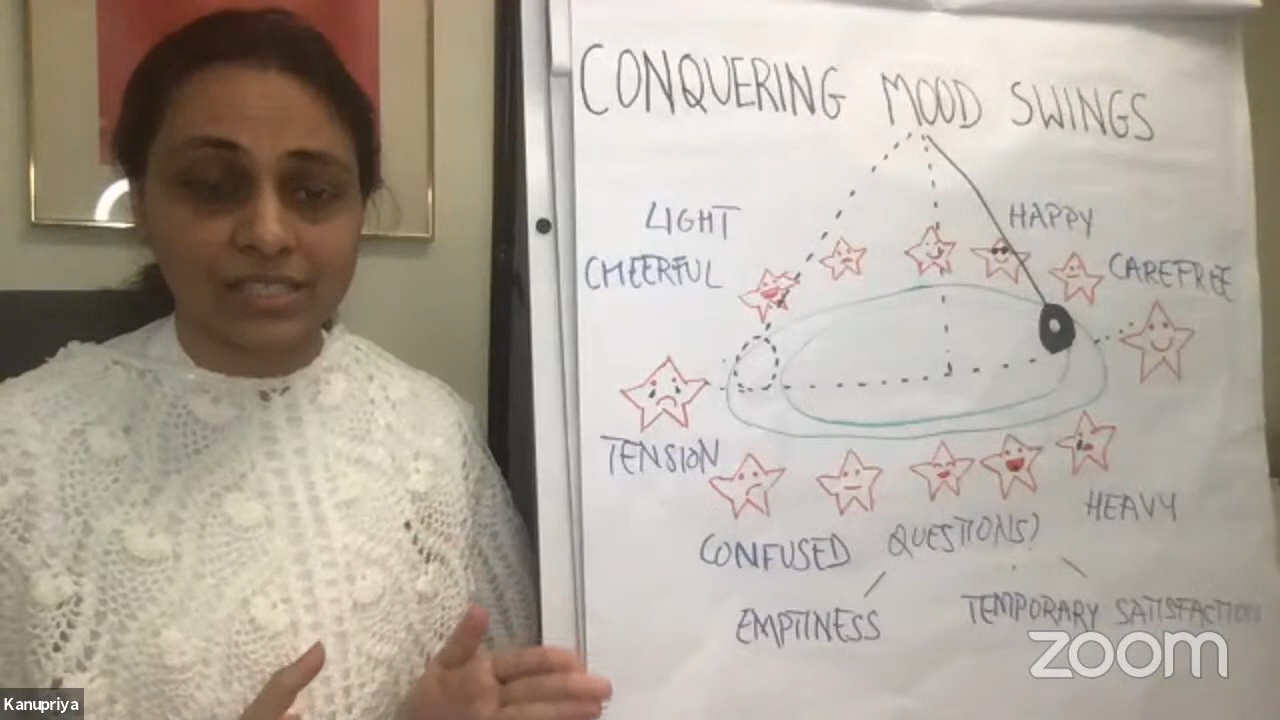 CONQUERING MOOD SWINGS
LIGHT
HAPPY
CHEERFUL
CAREFREE
TENSION
HEAVY
CONFUSED
QUESTIONS?
EMPTINESS
TEMPORARY SATISFACTION
zoom
Kanupriya